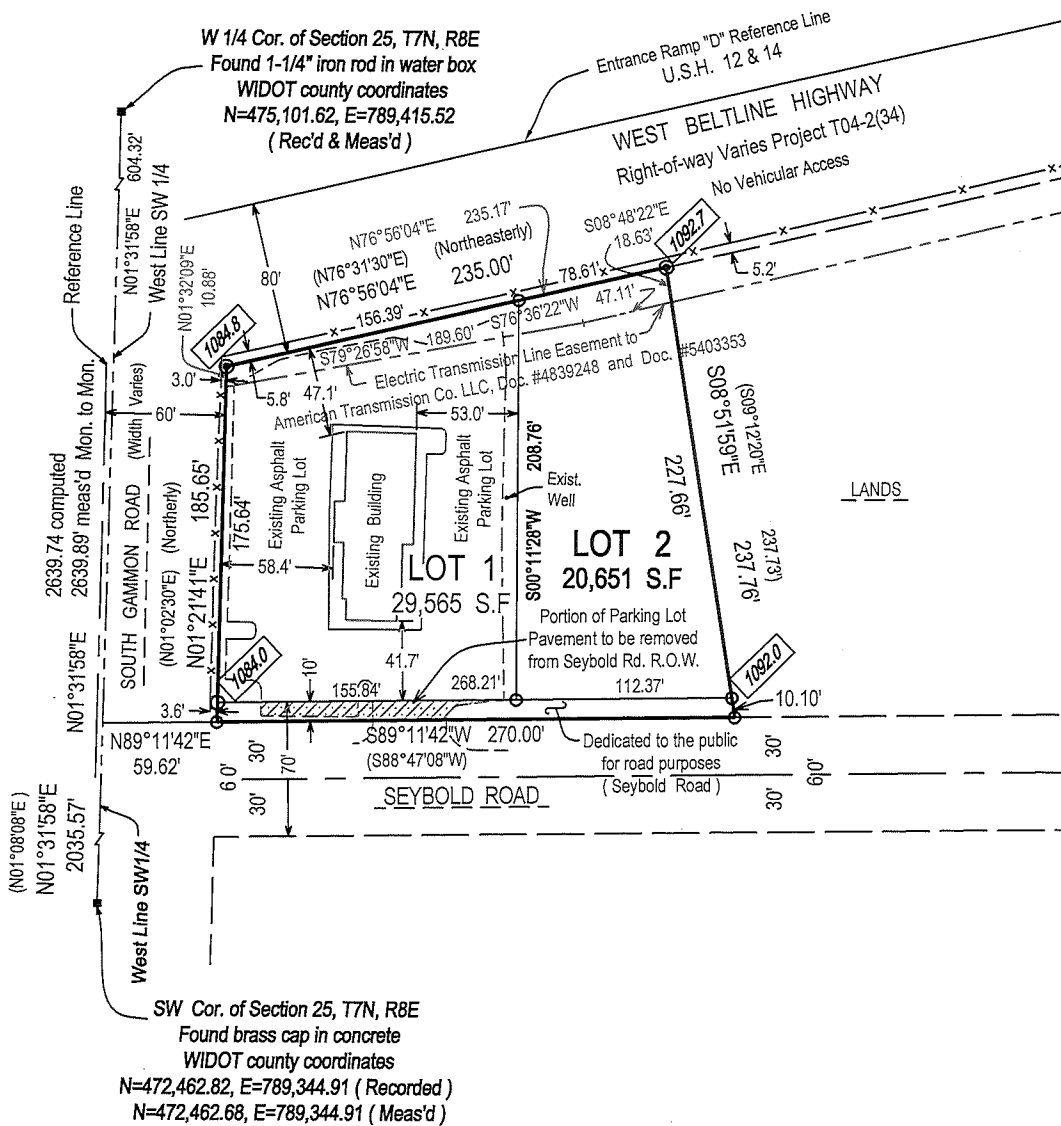 W 1/4 Cor. of Section 25, T7N, R8E
Found 1-1/4" iron rod in water box
WIDOT county coordinates
N=475,101.62, E=789,415.52
( Rec'd & Meas'd )
Entrance Ramp "D" Reference Line
U.S.H. 12 & 14
WEST BELTLINE HIGHWAY
Right-of-way Varies Project T04-2(34)
No Vehicular Access
Reference Line
N01°31'58"E 604.32'
West Line SW 1/4
N01°32'09"E
10.88'
80'
N76°56'04"E 235.17'
(N76°31'30"E) (Northeasterly)
N76°56'04"E 235.00'
S08°48'22"E
18.63'
1092.7
5.2'
1084.8
156.39'
78.61'
S79°26'58"W 189.60'
S76°36'22"W 47.11'
3.0'
5.8'
47.1'
60'
53.0'
Electric Transmission Line Easement to
American Transmission Co. LLC, Doc. #4839248 and Doc. #5403353
2639.74 computed
2639.89' meas'd Mon. to Mon.
SOUTH GAMMON ROAD (Width Varies)
(N01°02'30"E) (Northerly)
N01°21'41"E 185.65'
175.64'
Existing Asphalt
Parking Lot
58.4'
Existing Building
Existing Asphalt
Parking Lot
Exist.
Well
S00°11'28"W 208.76'
LOT 1
29,565 S.F
LOT 2
20,651 S.F
227.66'
S08°51'59"E 237.76'
(S09°12'20"E 237.73')
LANDS
Portion of Parking Lot
Pavement to be removed
from Seybold Rd. R.O.W.
41.7'
1084.0
10'
155.84'
268.21'
112.37'
1092.0
10.10'
3.6'
N01°31'58"E
N89°11'42"E
59.62'
S89°11'42"W 270.00'
(S88°47'08"W)
Dedicated to the public
for road purposes
( Seybold Road )
60'
30'
30'
70'
30'
30'
60'
SEYBOLD ROAD
(N01°08'08"E )
N01°31'58"E
2035.57'
West Line SW1/4
SW Cor. of Section 25, T7N, R8E
Found brass cap in concrete
WIDOT county coordinates
N=472,462.82, E=789,344.91 ( Recorded )
N=472,462.68, E=789,344.91 ( Meas'd )